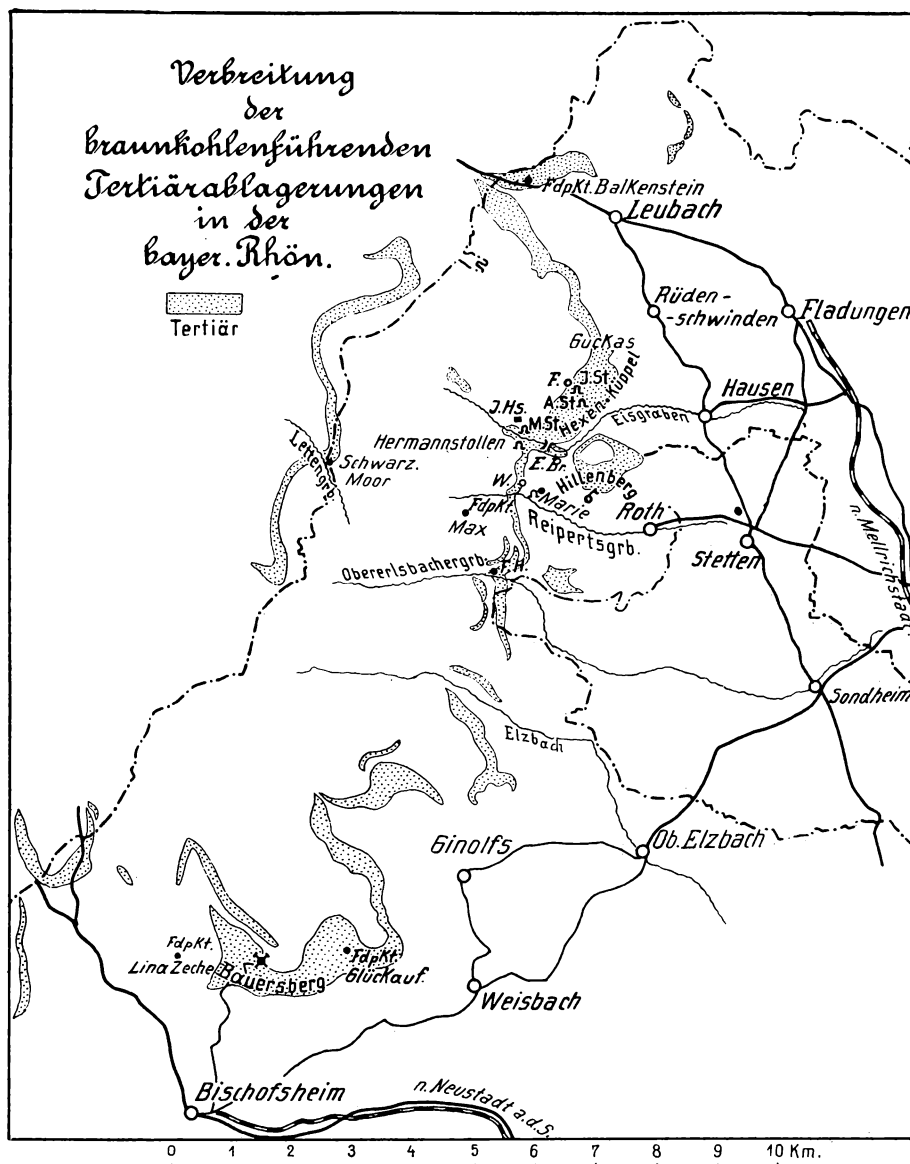 Verbreitung
der
braunkohlenführenden
Tertiärablagerungen
in der
bayer. Rhön.
Tertiär
FdpKt. Balkenstein
Leubach
Rüden-
-schwinden
Fladungen
Guckas
F.
J.St.
A.St.
Hexen-Küppel
Hausen
J.Hs.
M.St.
Eisgraben
Hermannstollen
E.Br.
Lettengrb.
Schwarz.
Moor
Hillenberg
W.
Marie
FdpKt.
Max
Roth
Reipertsgrb.
Stetten
n. Mellrichstadt
Obererlsbachergrb.
F.H.
Sondheim
Elzbach
Ginolfs
Ob. Elzbach
FdpKt.
Lina Zeche
Bauersberg
FdpKt.
Glückauf.
Weisbach
Bischofsheim
n. Neustadt a.d.S.
0 1 2 3 4 5 6 7 8 9 10 Km.